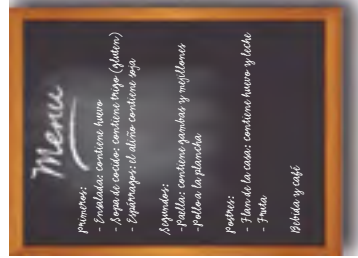 Menu
Primeros:
- Ensalada: contiene huevo
- Sopa de cocido: contiene trigo (gluten)
- Espárragos: el aliño contiene soja
Segundos:
- Paella: contiene gambas y mejillones
- Pollo a la plancha
Postres:
- Flan de la casa: contiene huevo y leche
- Fruta
Bebida y café